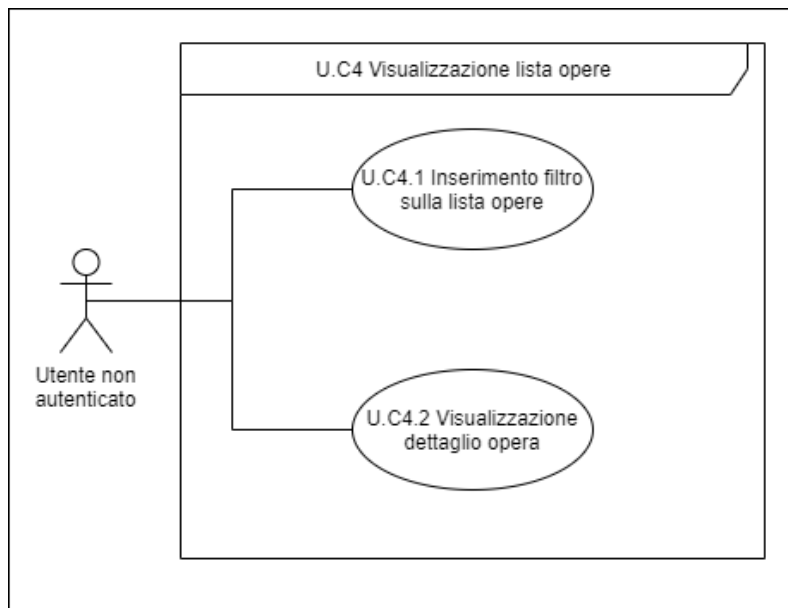 U.C4 Visualizzazione lista opere
U.C4.1 Inserimento filtro
sulla lista opere
Utente non
autenticato
U.C4.2 Visualizzazione
dettaglio opera